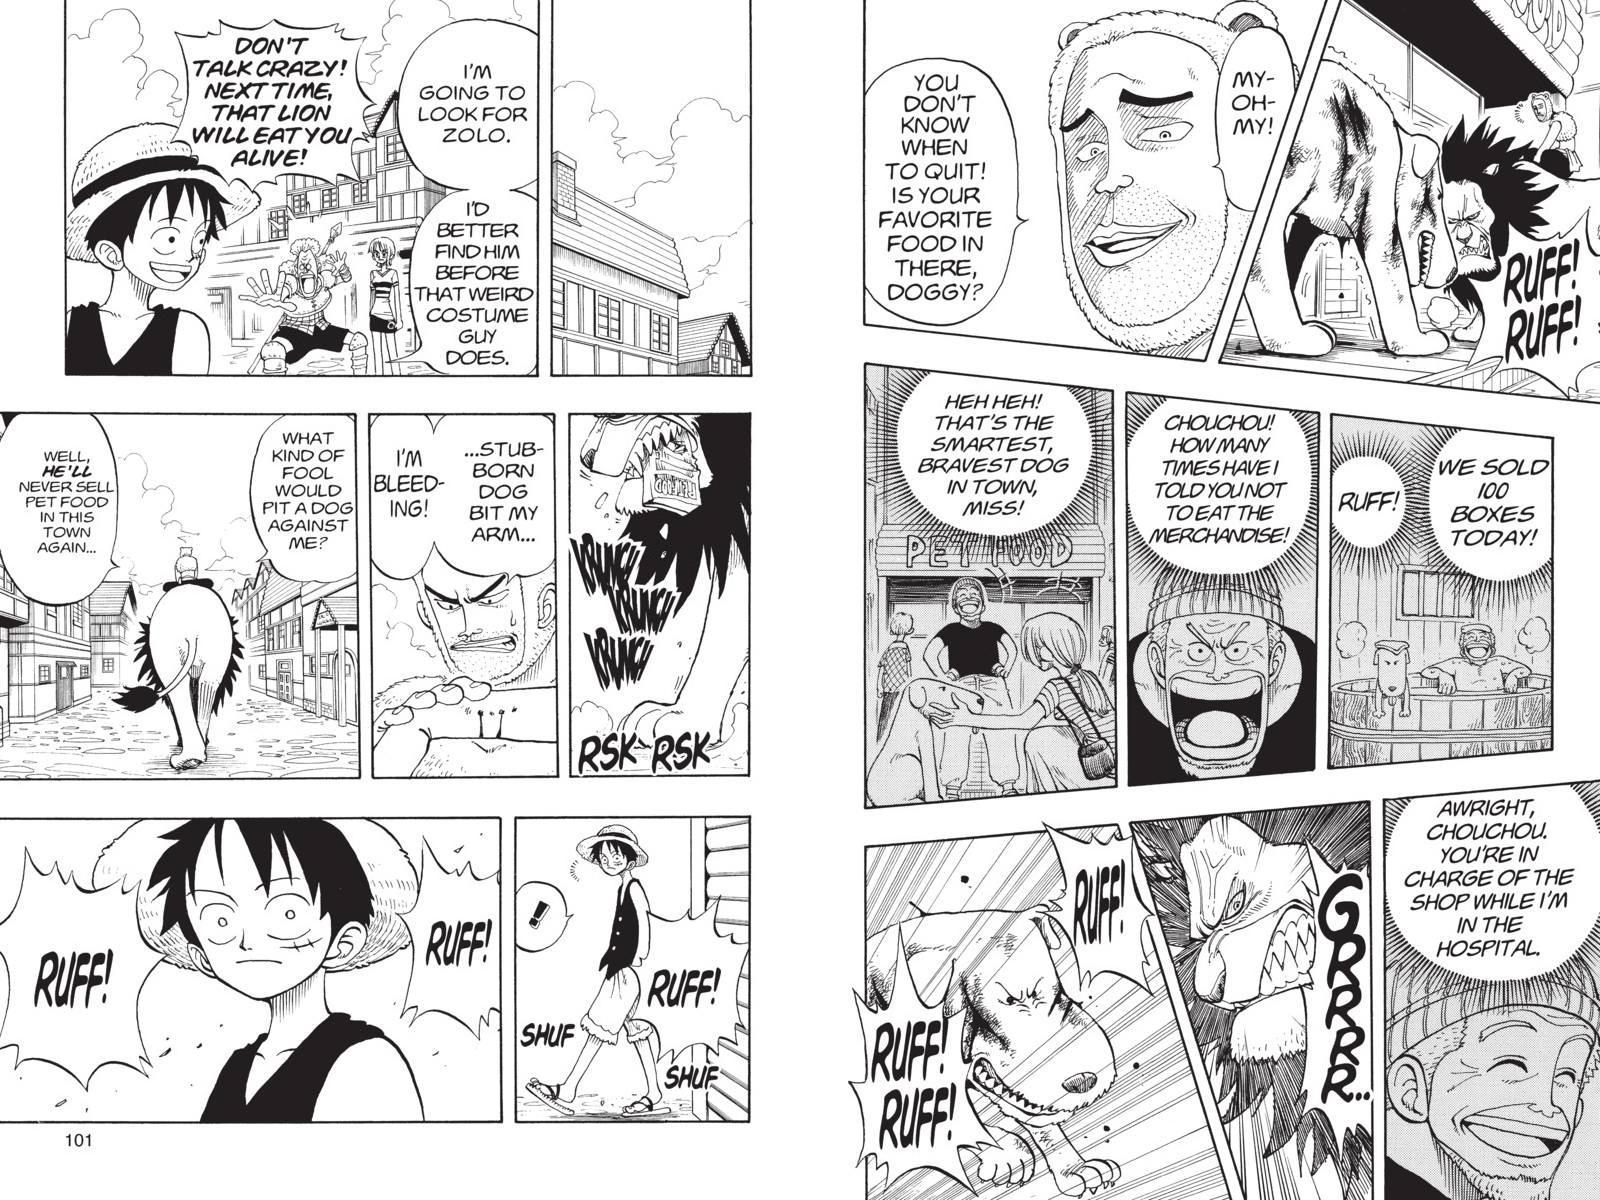 FOOD
RUFF!
RUFF!
MY-
OH-
MY!
YOU
DON'T
KNOW
WHEN
TO QUIT!
IS YOUR
FAVORITE
FOOD IN
THERE,
DOGGY?
WE SOLD
100
BOXES
TODAY!
RUFF!
CHOUCHOU!
HOW MANY
TIMES HAVE I
TOLD YOU NOT
TO EAT THE
MERCHANDISE!
HEH HEH!
THAT'S THE
SMARTEST,
BRAVEST DOG
IN TOWN,
MISS!
PET FOOD
AWRIGHT,
CHOUCHOU.
YOU'RE IN
CHARGE OF THE
SHOP WHILE I'M
IN THE
HOSPITAL.
GRRRR...
RUFF!
RUFF!
RUFF!
I'M
GOING TO
LOOK FOR
ZOLO.
I'D
BETTER
FIND HIM
BEFORE
THAT WEIRD
COSTUME
GUY
DOES.
DON'T
TALK CRAZY!
NEXT TIME,
THAT LION
WILL EAT YOU
ALIVE!
PET FOOD
KRUNCH
KRUNCH
KRUNCH
RSK RSK
...STUB-
BORN
DOG
BIT MY
ARM...
I'M
BLEED-
ING!
WHAT
KIND OF
FOOL
WOULD
PIT A DOG
AGAINST
ME?
WELL,
HE'LL
NEVER SELL
PET FOOD
IN THIS
TOWN
AGAIN...
!
RUFF!
SHUF
SHUF
RUFF!
RUFF!
101